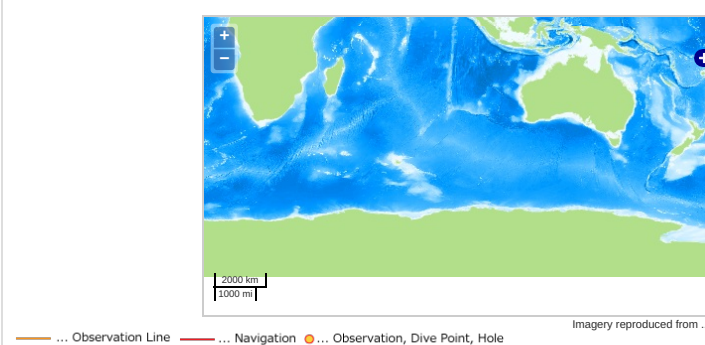 +
−
2000 km
1000 mi
Imagery reproduced from ..
... Observation Line ... Navigation ... Observation, Dive Point, Hole